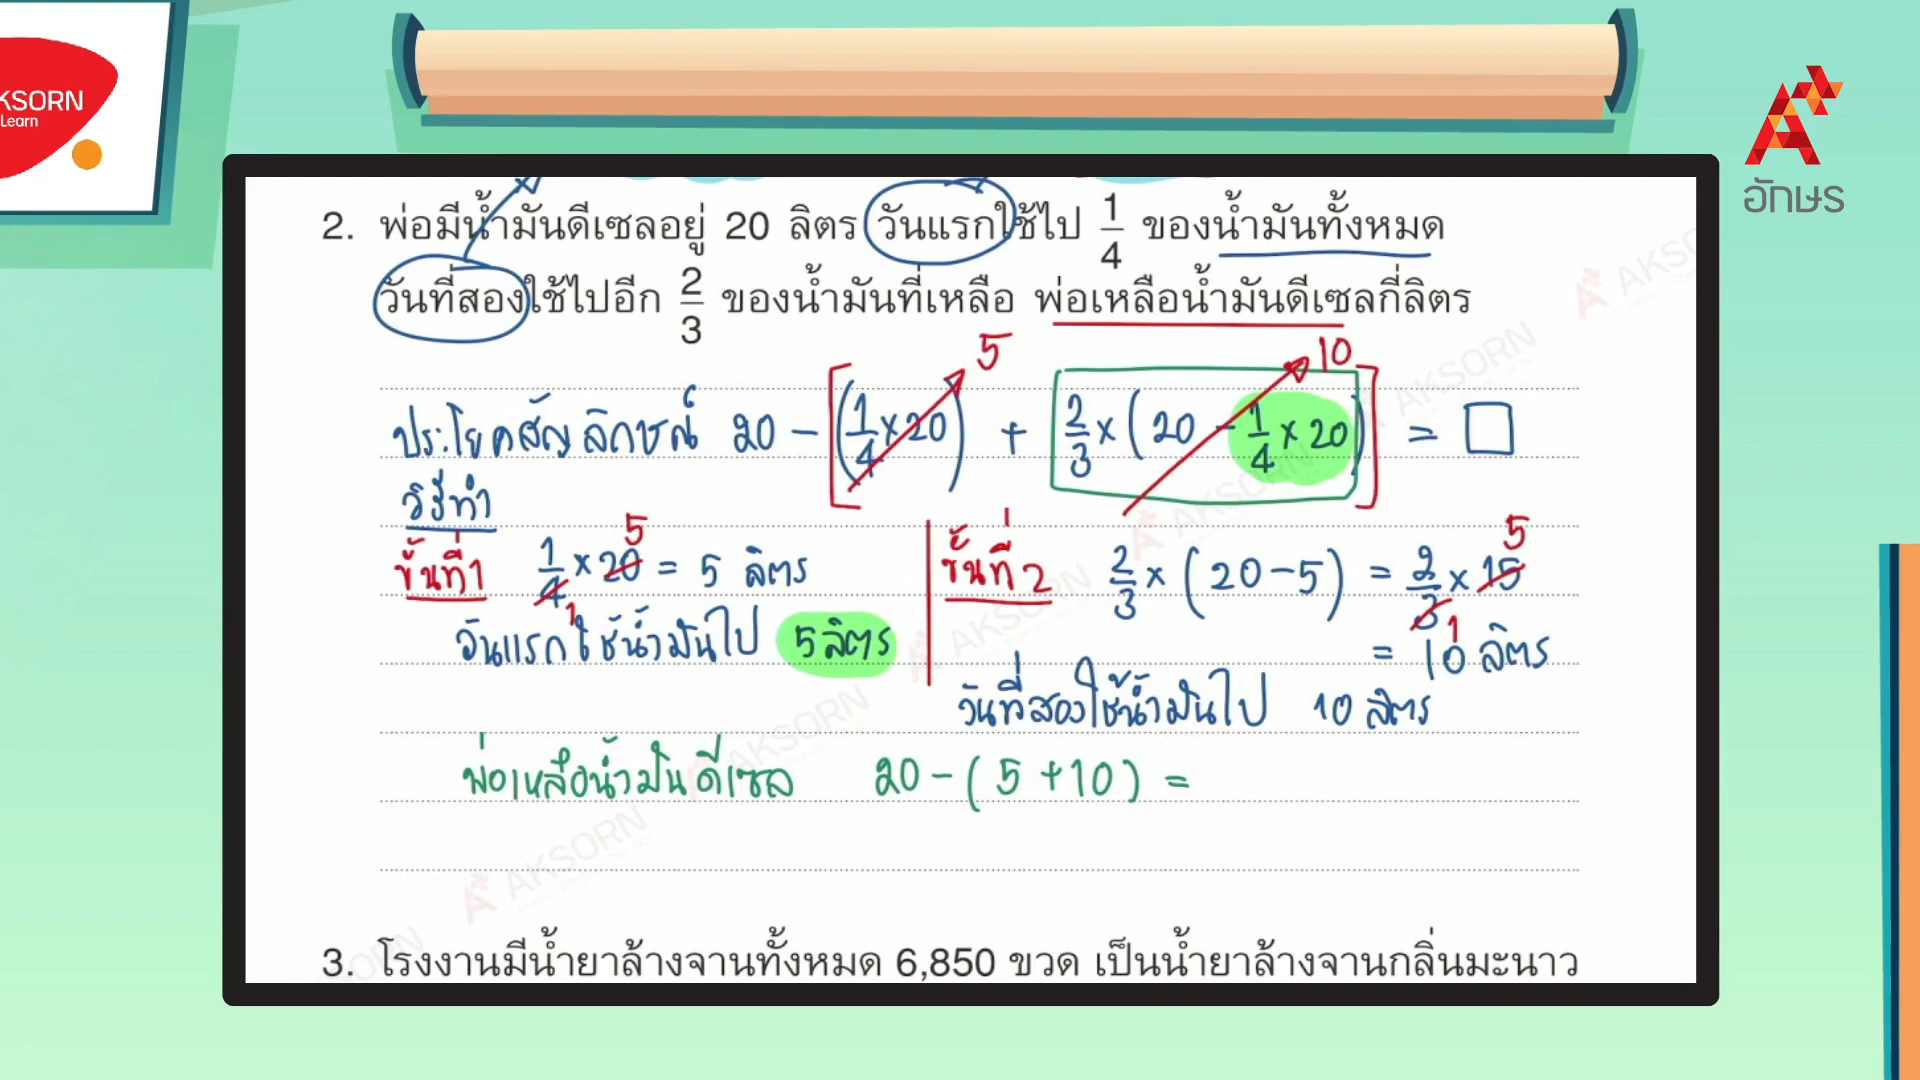 KSORN
Learn
อักษร
2. พ่อมีน้ำมันดีเซลอยู่ 20 ลิตร วันแรกใช้ไป 1/4 ของน้ำมันทั้งหมด
วันที่สองใช้ไปอีก 2/3 ของน้ำมันที่เหลือ พ่อเหลือน้ำมันดีเซลกี่ลิตร
5 10
ประโยคสัญลักษณ์ 20 - [(1/4 × 20) + 2/3 × (20 - 1/4 × 20)] = □
วิธีทำ
ขั้นที่ 1 1/4 × 20 = 5 ลิตร
5
1
วันแรกใช้น้ำมันไป 5 ลิตร
ขั้นที่ 2 2/3 × (20 - 5) = 2/3 × 15
5
1
= 10 ลิตร
วันที่สองใช้น้ำมันไป 10 ลิตร
พ่อเหลือน้ำมันดีเซล 20 - (5 + 10) =
3. โรงงานมีน้ำยาล้างจานทั้งหมด 6,850 ขวด เป็นน้ำยาล้างจานกลิ่นมะนาว
AKSORN
AKSORN
AKSORN
AKSORN
AKSORN
AKSORN